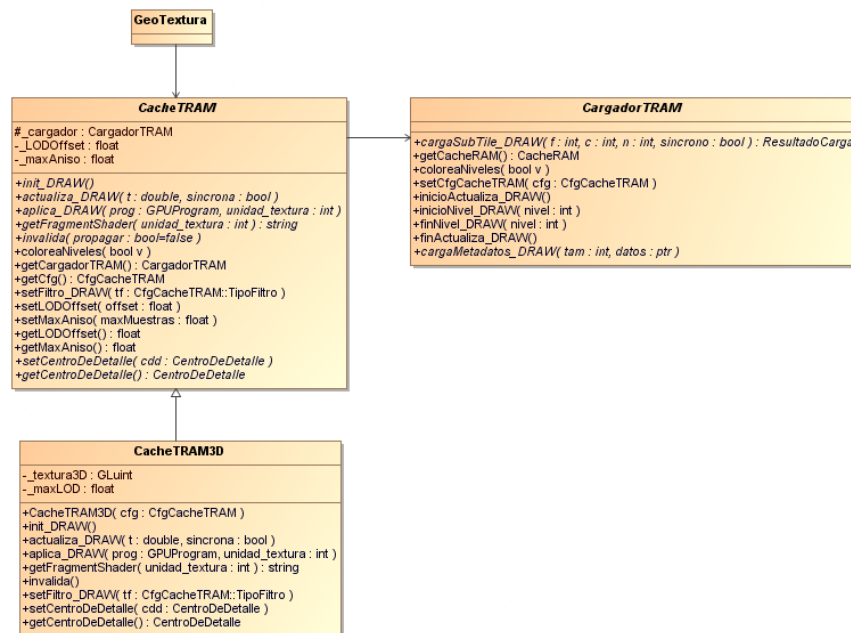 GeoTextura
CacheTRAM
#_cargador : CargadorTRAM
-_LODOffset : float
-_maxAniso : float
+init_DRAW()
+actualiza_DRAW( t : double, sincrona : bool )
+aplica_DRAW( prog : GPUProgram, unidad_textura : int )
+getFragmentShader( unidad_textura : int ) : string
+invalida( propagar : bool=false )
+coloreaNiveles( bool v )
+getCargadorTRAM() : CargadorTRAM
+getCfg() : CfgCacheTRAM
+setFiltro_DRAW( tf : CfgCacheTRAM::TipoFiltro )
+setLODOffset( offset : float )
+setMaxAniso( maxMuestras : float )
+getLODOffset() : float
+getMaxAniso() : float
+setCentroDeDetalle( cdd : CentroDeDetalle )
+getCentroDeDetalle() : CentroDeDetalle
CargadorTRAM
+cargaSubTile_DRAW( f : int, c : int, n : int, sincrono : bool ) : ResultadoCarga
+getCacheRAM() : CacheRAM
+coloreaNiveles( bool v )
+setCfgCacheTRAM( cfg : CfgCacheTRAM )
+inicioActualiza_DRAW()
+inicioNivel_DRAW( nivel : int )
+finNivel_DRAW( nivel : int )
+finActualiza_DRAW()
+cargaMetadatos_DRAW( tam : int, datos : ptr )
CacheTRAM3D
-_textura3D : GLuint
-_maxLOD : float
+CacheTRAM3D( cfg : CfgCacheTRAM )
+init_DRAW()
+actualiza_DRAW( t : double, sincrona : bool )
+aplica_DRAW( prog : GPUProgram, unidad_textura : int )
+getFragmentShader( unidad_textura : int ) : string
+invalida()
+setFiltro_DRAW( tf : CfgCacheTRAM::TipoFiltro )
+setCentroDeDetalle( cdd : CentroDeDetalle )
+getCentroDeDetalle() : CentroDeDetalle